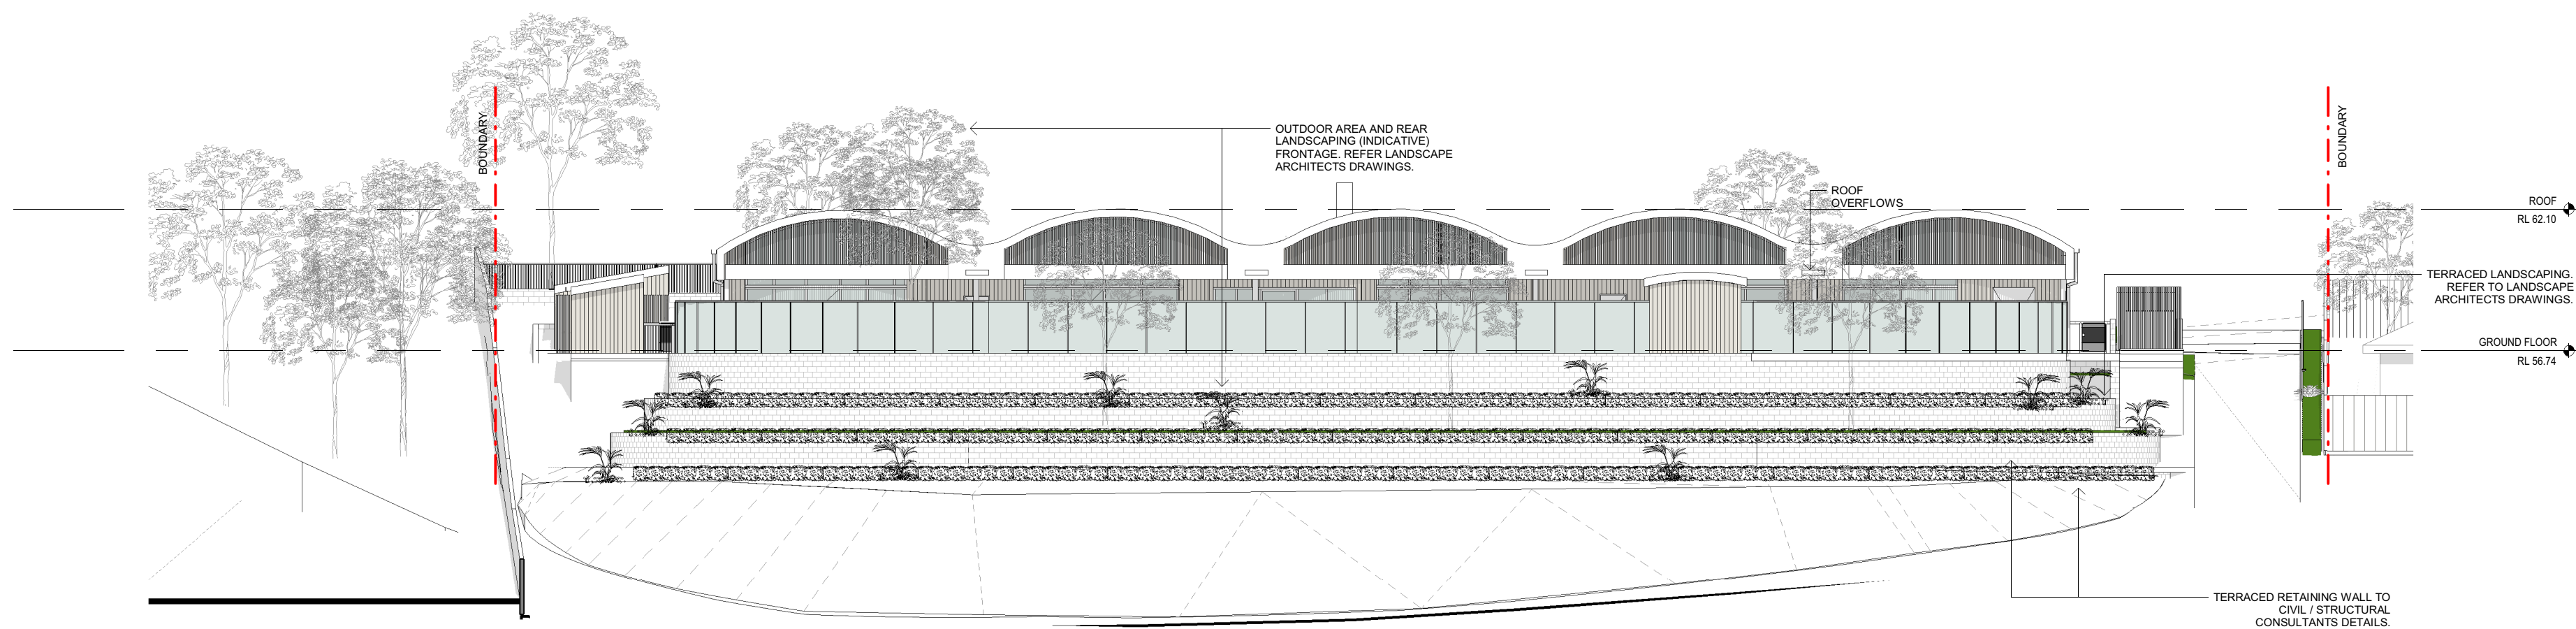 BOUNDARY
OUTDOOR AREA AND REAR
LANDSCAPING (INDICATIVE)
FRONTAGE. REFER LANDSCAPE
ARCHITECTS DRAWINGS.
ROOF
OVERFLOWS
BOUNDARY
ROOF
RL 62.10
TERRACED LANDSCAPING.
REFER TO LANDSCAPE
ARCHITECTS DRAWINGS.
GROUND FLOOR
RL 56.74
TERRACED RETAINING WALL TO
CIVIL / STRUCTURAL
CONSULTANTS DETAILS.